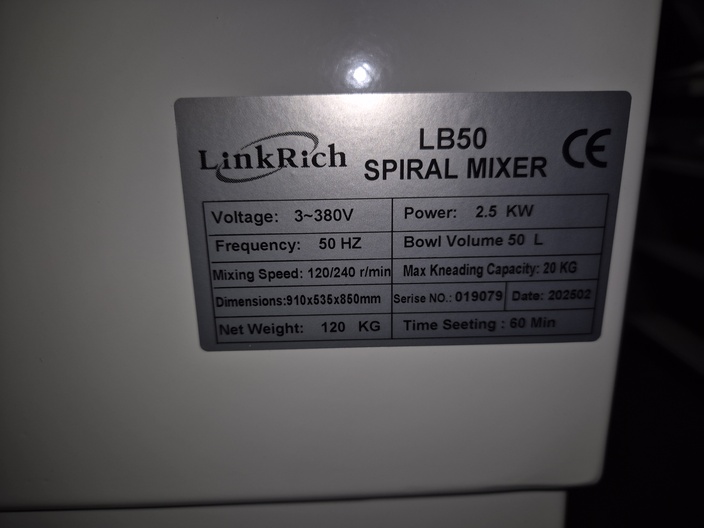 LinkRich
LB50
SPIRAL MIXER
CE
Voltage: 3~380V
Power: 2.5 KW
Frequency: 50 HZ
Bowl Volume 50 L
Mixing Speed: 120/240 r/min
Max Kneading Capacity: 20 KG
Dimensions:910x535x850mm
Serise NO.: 019079
Date: 202502
Net Weight: 120 KG
Time Seeting : 60 Min